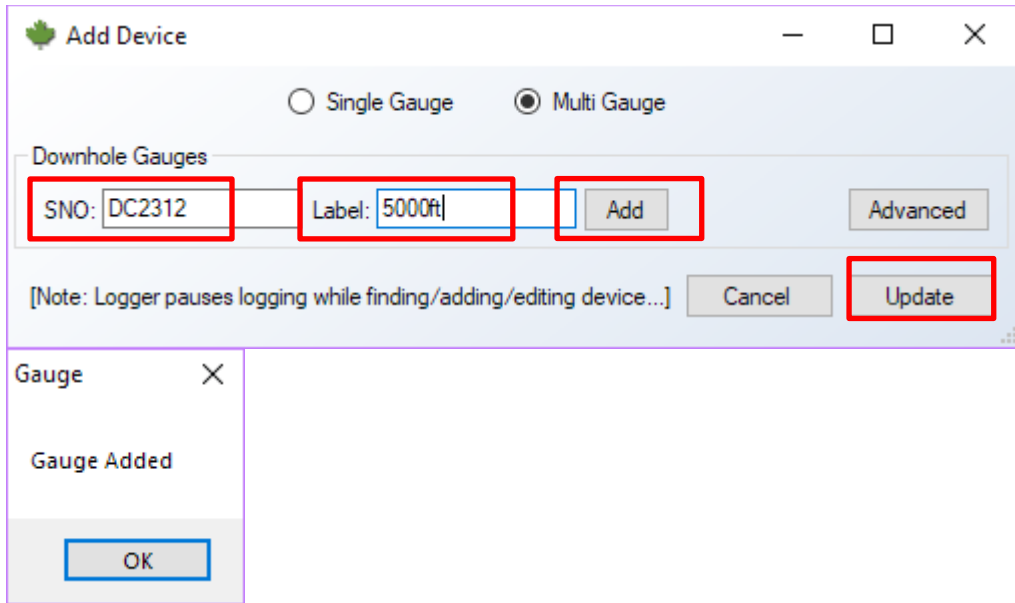 Add Device
Single Gauge Multi Gauge
Downhole Gauges
SNO: DC2312 Label: 5000ft Add Advanced
[Note: Logger pauses logging while finding/adding/editing device...] Cancel Update
Gauge
Gauge Added
OK